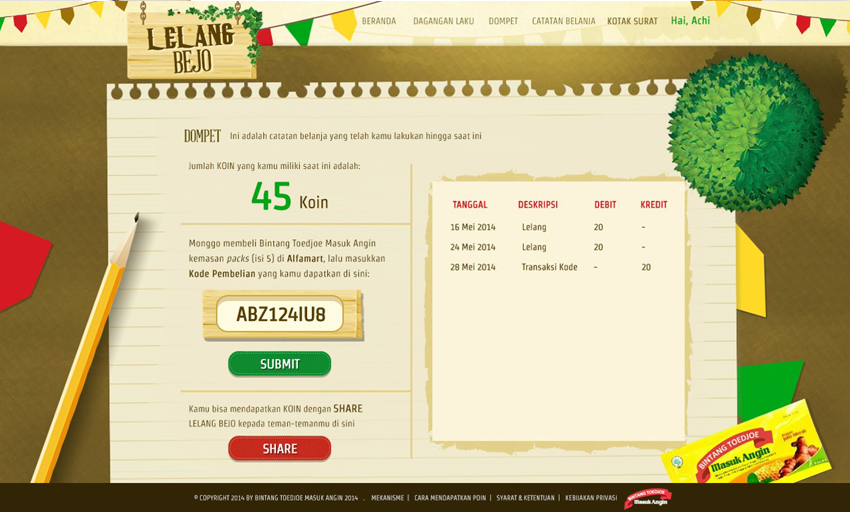 BERANDA DAGANGAN LAKU DOMPET CATATAN BELANJA KOTAK SURAT Hai, Achi
LELANG
BEJO
DOMPET Ini adalah catatan belanja yang telah kamu lakukan hingga saat ini
Jumlah KOIN yang kamu miliki saat ini adalah:
45 Koin
Monggo membeli Bintang Toedjoe Masuk Angin
kemasan packs (isi 5) di Alfamart, lalu masukkan
Kode Pembelian yang kamu dapatkan di sini:
ABZ124IU8
SUBMIT
Kamu bisa mendapatkan KOIN dengan SHARE
LELANG BEJO kepada teman-temanmu di sini
SHARE
TANGGAL DESKRIPSI DEBIT KREDIT
16 Mei 2014 Lelang 20 -
24 Mei 2014 Lelang 20 -
28 Mei 2014 Transaksi Kode - 20
BINTANG TOEDJOE
Masuk Angin
© COPYRIGHT 2014 BY BINTANG TOEDJOE MASUK ANGIN 2014 . MEKANISME | CARA MENDAPATKAN POIN | SYARAT & KETENTUAN | KEBIJAKAN PRIVASI
BINTANG TOEDJOE
Masuk Angin